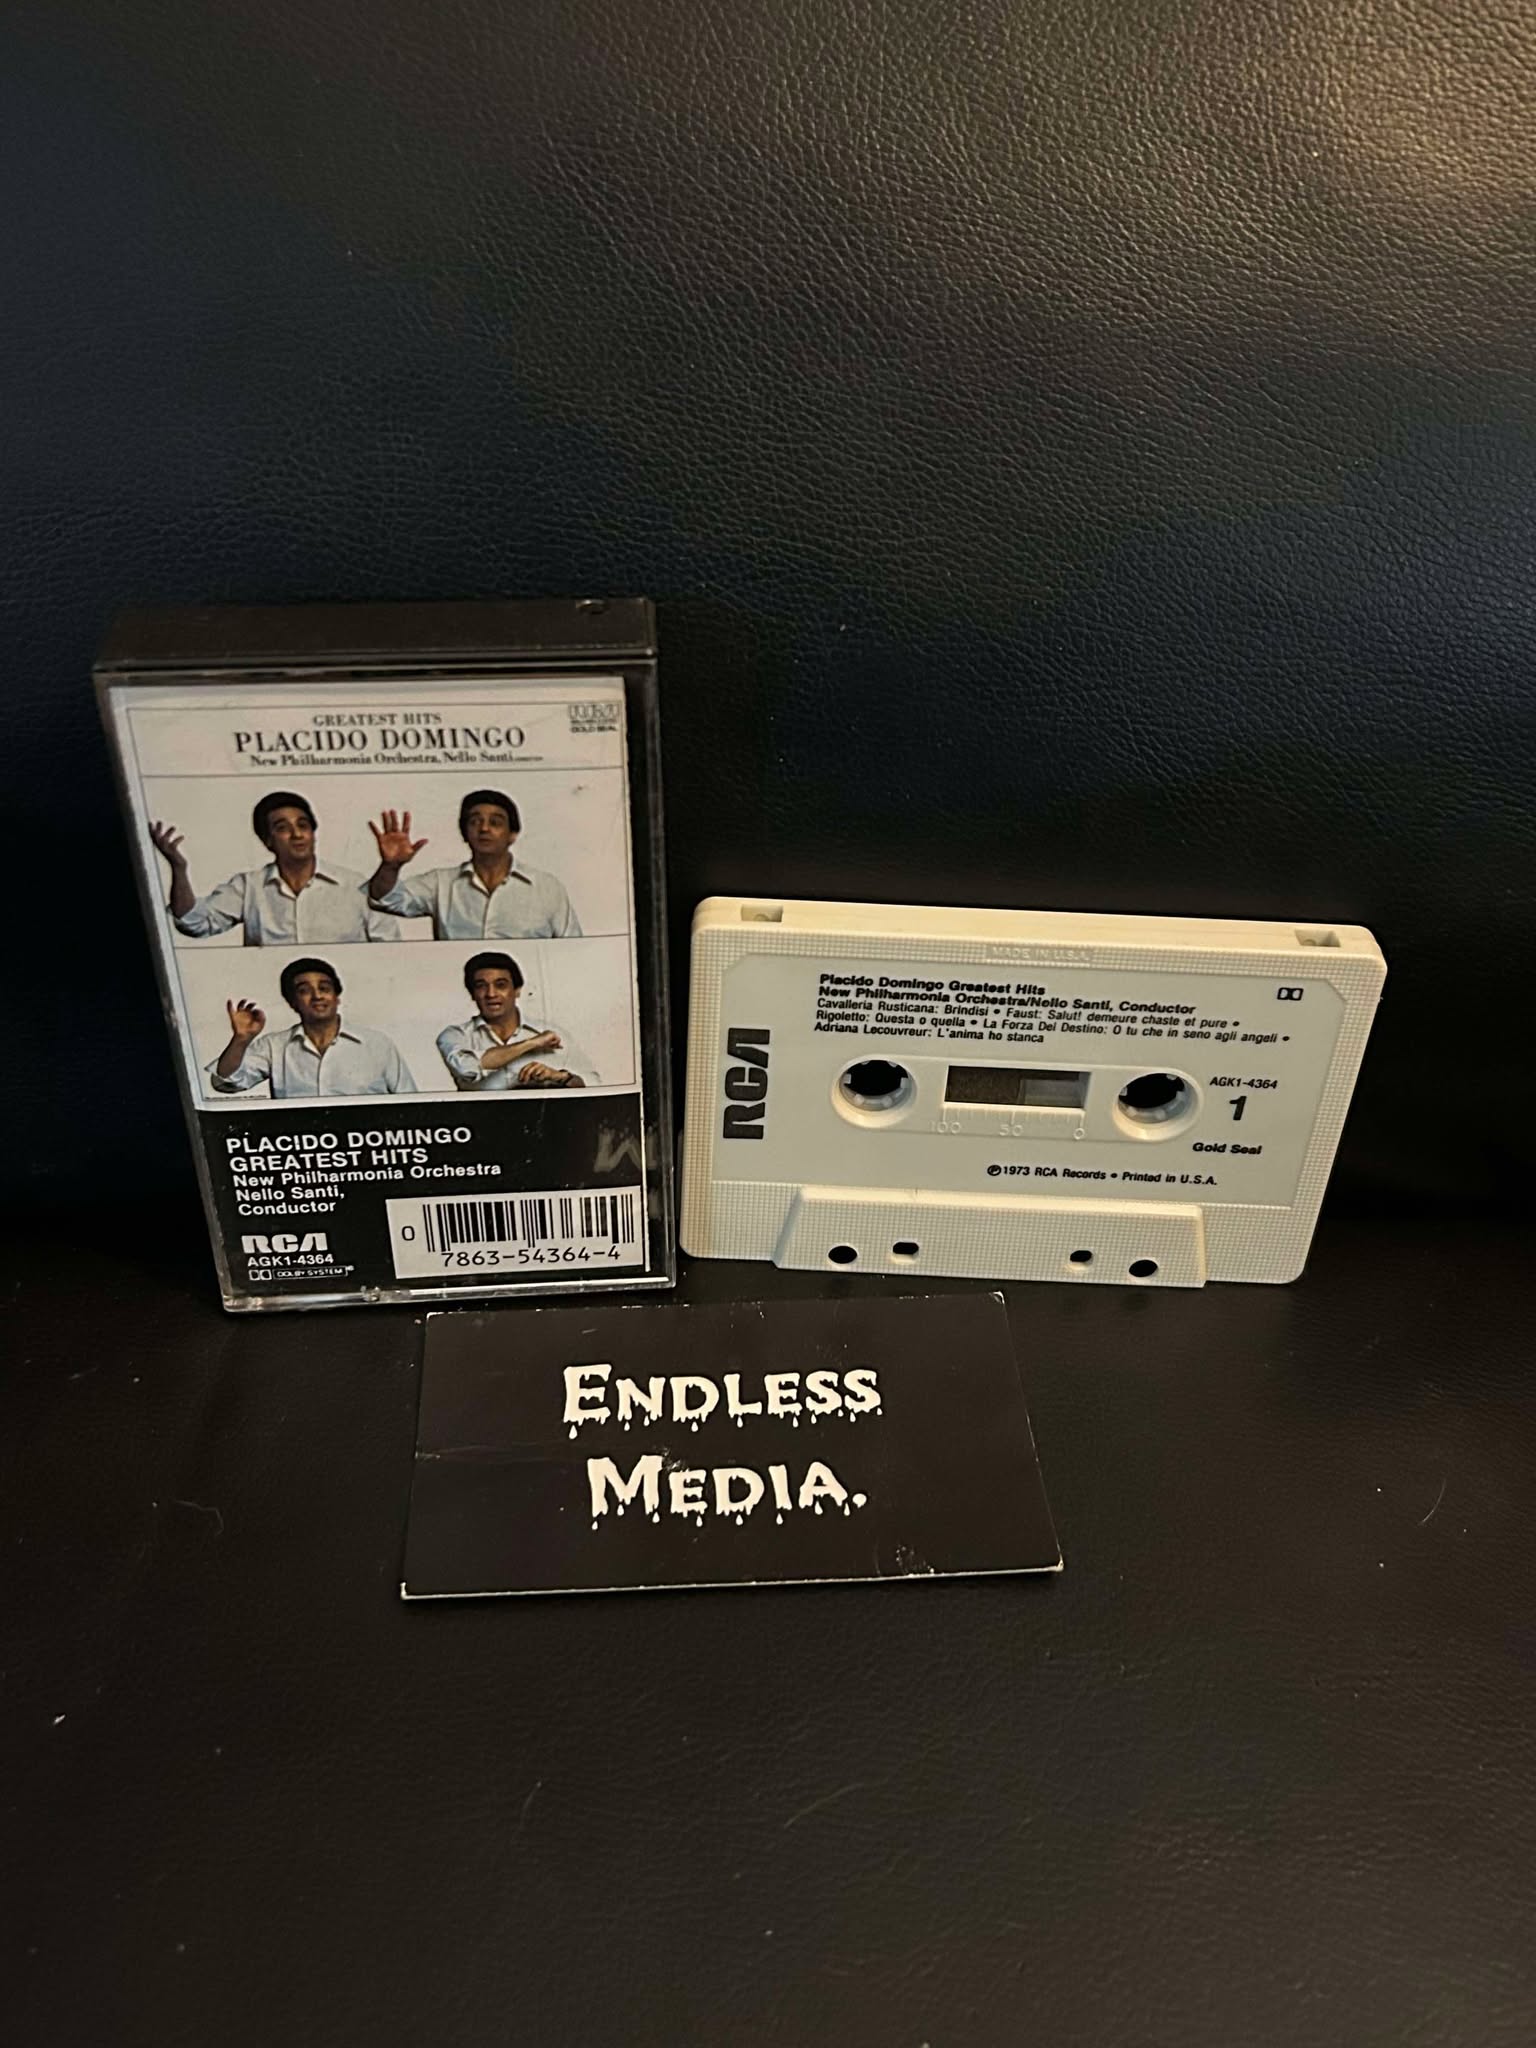 GREATEST HITS
PLACIDO DOMINGO
New Philharmonia Orchestra, Nello Santi
RCA
GOLD SEAL
PLACIDO DOMINGO
GREATEST HITS
New Philharmonia Orchestra
Nello Santi,
Conductor
RCA
AGK1-4364
DOLBY SYSTEM®
0 7863-54364-4
MADE IN U.S.A.
Placido Domingo Greatest Hits
New Philharmonia Orchestra/Nello Santi, Conductor
Cavalleria Rusticana: Brindisi • Faust: Salut! demeure chaste et pure •
Rigoletto: Questa o quella • La Forza Del Destino: O tu che in seno agli angeli •
Adriana Lecouvreur: L'anima ho stanca
RCA
100 50 0
AGK1-4364
1
Gold Seal
℗1973 RCA Records • Printed in U.S.A.
ENDLESS
MEDIA.